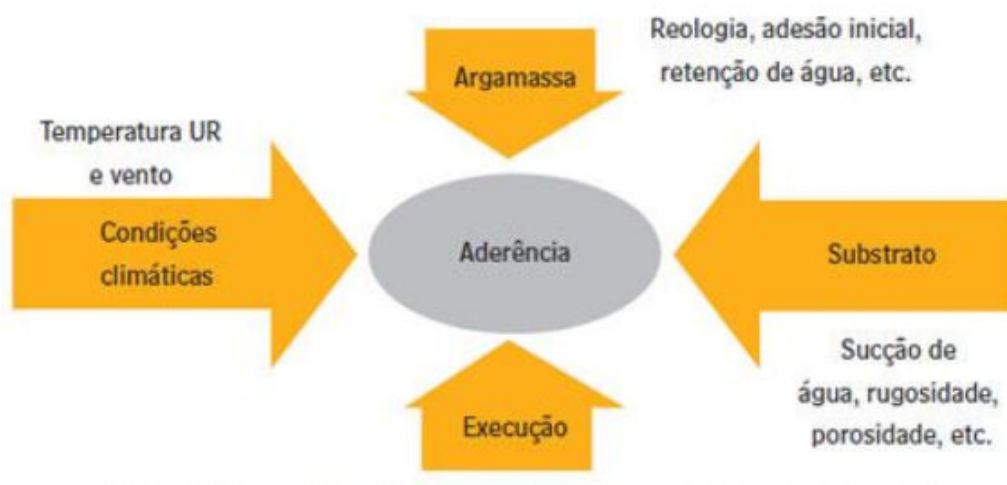 Reologia, adesão inicial,
retenção de água, etc.
Argamassa
Temperatura UR
e vento
Condições
climáticas
Aderência
Substrato
Sucção de
água, rugosidade,
porosidade, etc.
Execução